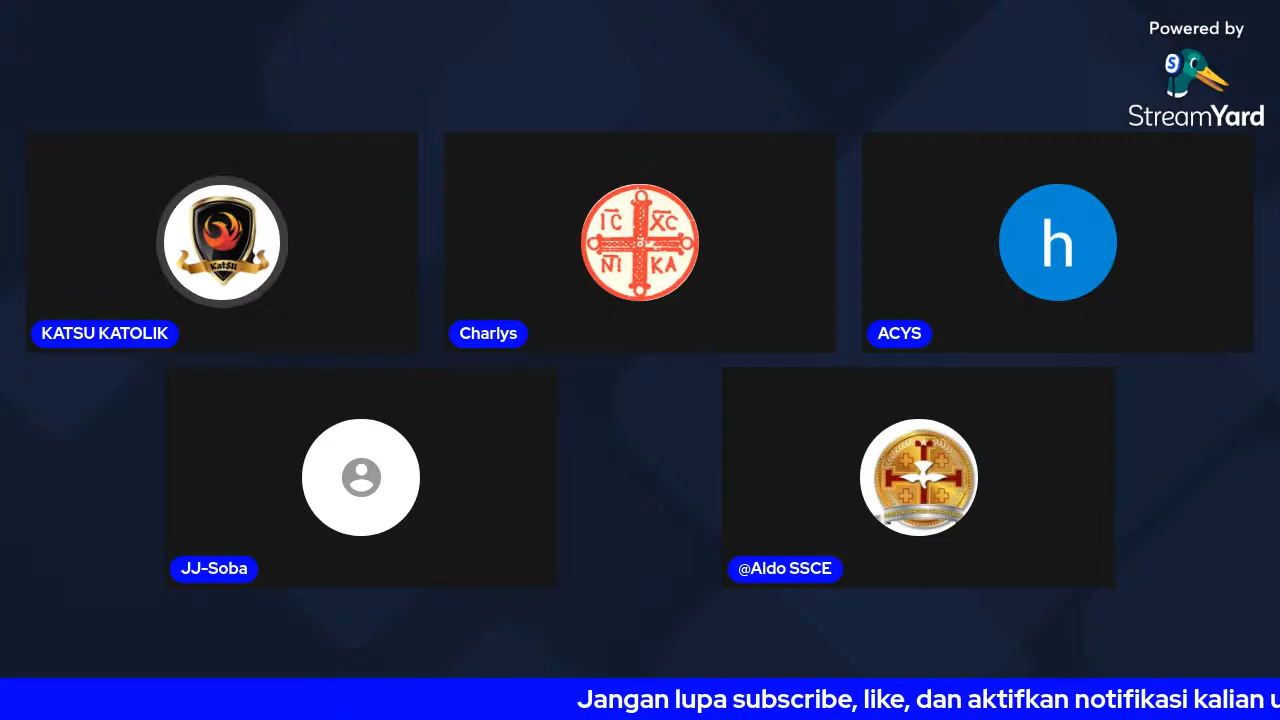 Powered by
S
StreamYard
KatSu
IC XC
NI KA
h
KATSU KATOLIK
Charlys
ACYS
JJ-Soba
@Aldo SSCE
Jangan lupa subscribe, like, dan aktifkan notifikasi kalian u